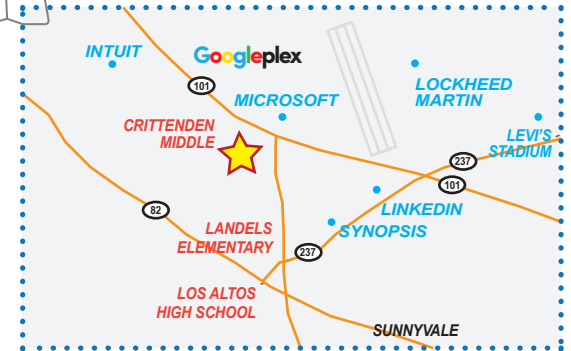 INTUIT
Googleplex
101
MICROSOFT
LOCKHEED
MARTIN
CRITTENDEN
MIDDLE
LEVI'S
STADIUM
237
101
82
LINKEDIN
SYNOPSIS
LANDELS
ELEMENTARY
237
LOS ALTOS
HIGH SCHOOL
SUNNYVALE